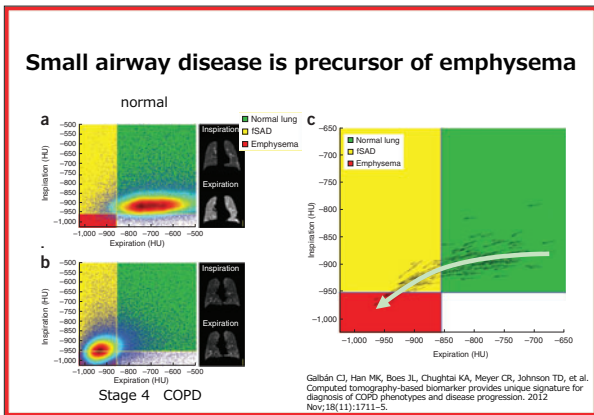 Small airway disease is precursor of emphysema
normal
a
Inspiration (HU)
−500
−550
−600
−650
−700
−750
−800
−850
−900
−950
−1,000
−1,000 −900 −800 −700 −600 −500
Expiration (HU)
Inspiration
Expiration
Normal lung
fSAD
Emphysema
b
Inspiration (HU)
−500
−550
−600
−650
−700
−750
−800
−850
−900
−950
−1,000
−1,000 −900 −800 −700 −600 −500
Expiration (HU)
Inspiration
Expiration
Stage 4 COPD
c
Normal lung
fSAD
Emphysema
Inspiration (HU)
−650
−700
−750
−800
−850
−900
−950
−1,000
−1,000 −950 −900 −850 −800 −750 −700 −650
Expiration (HU)
Galbán CJ, Han MK, Boes JL, Chughtai KA, Meyer CR, Johnson TD, et al.
Computed tomography-based biomarker provides unique signature for
diagnosis of COPD phenotypes and disease progression. 2012
Nov;18(11):1711–5.